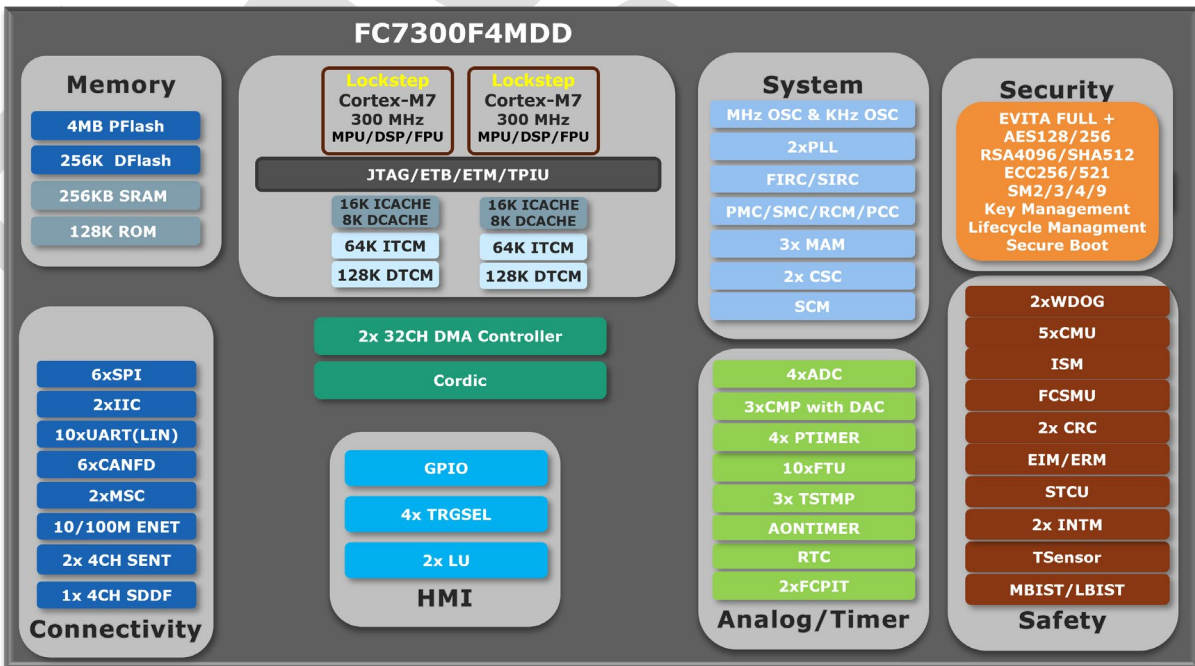 FC7300F4MDD
Memory
4MB PFlash
256K DFlash
256KB SRAM
128K ROM
Lockstep
Cortex-M7
300 MHz
MPU/DSP/FPU
Lockstep
Cortex-M7
300 MHz
MPU/DSP/FPU
JTAG/ETB/ETM/TPIU
16K ICACHE
8K DCACHE
64K ITCM
128K DTCM
16K ICACHE
8K DCACHE
64K ITCM
128K DTCM
System
MHz OSC & KHz OSC
2xPLL
FIRC/SIRC
PMC/SMC/RCM/PCC
3x MAM
2x CSC
SCM
Security
EVITA FULL +
AES128/256
RSA4096/SHA512
ECC256/521
SM2/3/4/9
Key Management
Lifecycle Managment
Secure Boot
6xSPI
2xIIC
10xUART(LIN)
6xCANFD
2xMSC
10/100M ENET
2x 4CH SENT
1x 4CH SDDF
Connectivity
2x 32CH DMA Controller
Cordic
GPIO
4x TRGSEL
2x LU
HMI
4xADC
3xCMP with DAC
4x PTIMER
10xFTU
3x TSTMP
AONTIMER
RTC
2xFCPIT
Analog/Timer
2xWDOG
5xCMU
ISM
FCSMU
2x CRC
EIM/ERM
STCU
2x INTM
TSensor
MBIST/LBIST
Safety